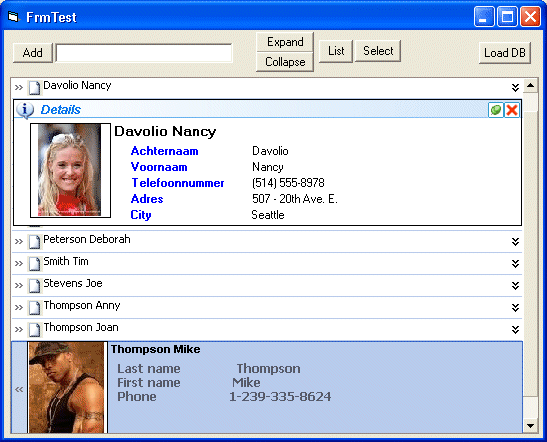 FrmTest
Add Expand Collapse List Select Load DB
Davolio Nancy
Details
Davolio Nancy
Achternaam Davolio
Voornaam Nancy
Telefoonnummer (514) 555-8978
Adres 507 - 20th Ave. E.
City Seattle
Peterson Deborah
Smith Tim
Stevens Joe
Thompson Anny
Thompson Joan
Thompson Mike
Last name Thompson
First name Mike
Phone 1-239-335-8624